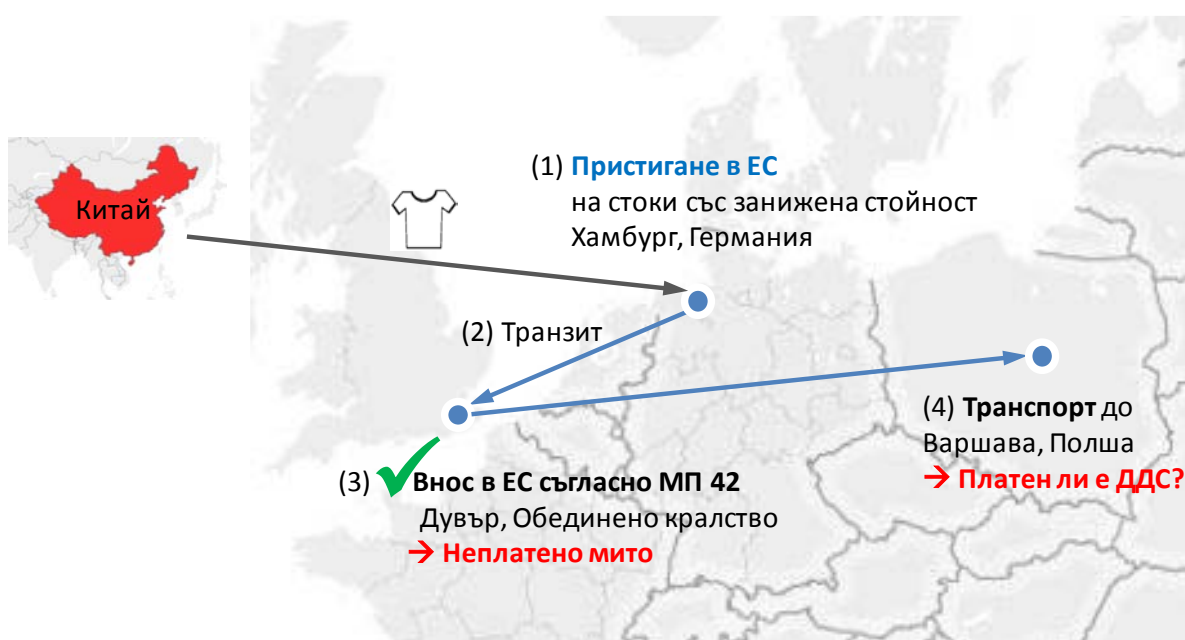 Китай
(1) Пристигане в ЕС
на стоки със занижена стойност
Хамбург, Германия
(2) Транзит
(3) Внос в ЕС съгласно МП 42
Дувър, Обединено кралство
→ Неплатено мито
(4) Транспорт до
Варшава, Полша
→ Платен ли е ДДС?